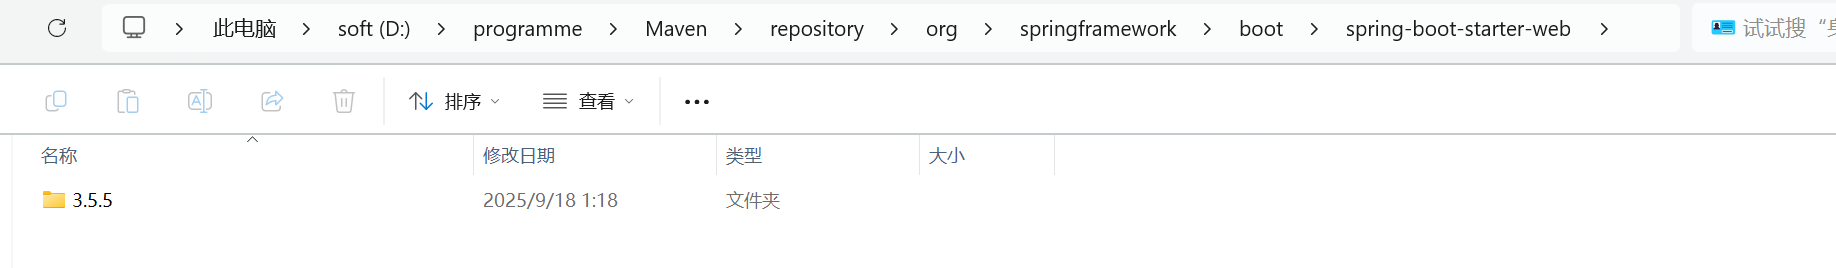 此电脑 > soft (D:) > programme > Maven > repository > org > springframework > boot > spring-boot-starter-web >
试试搜 “
排序 查看 •••
名称 修改日期 类型 大小
3.5.5 2025/9/18 1:18 文件夹